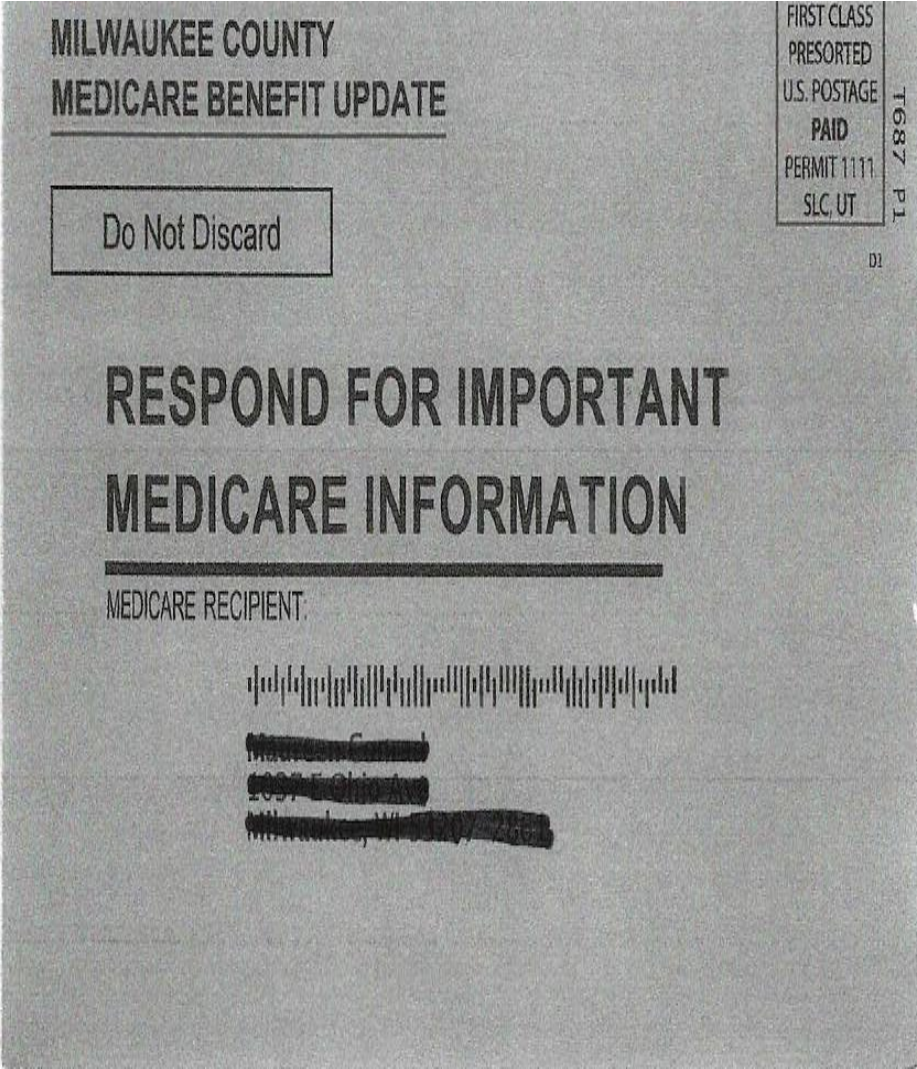 MILWAUKEE COUNTY
MEDICARE BENEFIT UPDATE
FIRST CLASS
PRESORTED
U.S. POSTAGE
PAID
PERMIT 1111
SLC, UT
T687 P1
D1
Do Not Discard
RESPOND FOR IMPORTANT
MEDICARE INFORMATION
MEDICARE RECIPIENT: